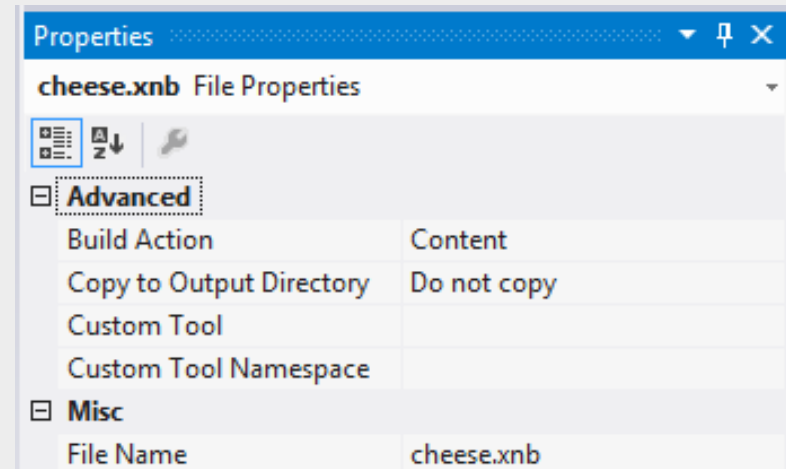 Properties
cheese.xnb File Properties
Advanced
Build Action Content
Copy to Output Directory Do not copy
Custom Tool
Custom Tool Namespace
Misc
File Name cheese.xnb